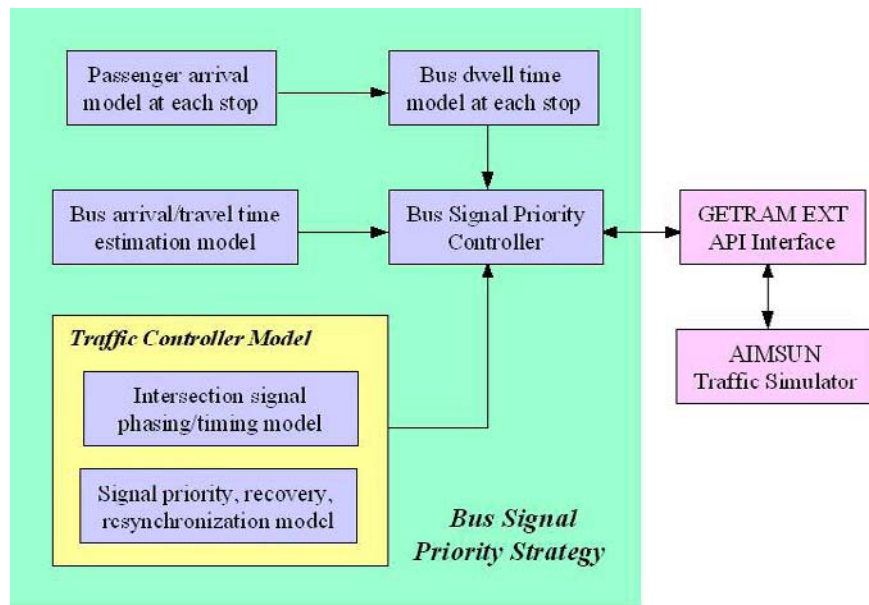 Passenger arrival
model at each stop
Bus dwell time
model at each stop
Bus arrival/travel time
estimation model
Bus Signal Priority
Controller
GETRAM EXT
API Interface
Traffic Controller Model
AIMSUN
Traffic Simulator
Intersection signal
phasing/timing model
Signal priority, recovery,
resynchronization model
Bus Signal
Priority Strategy